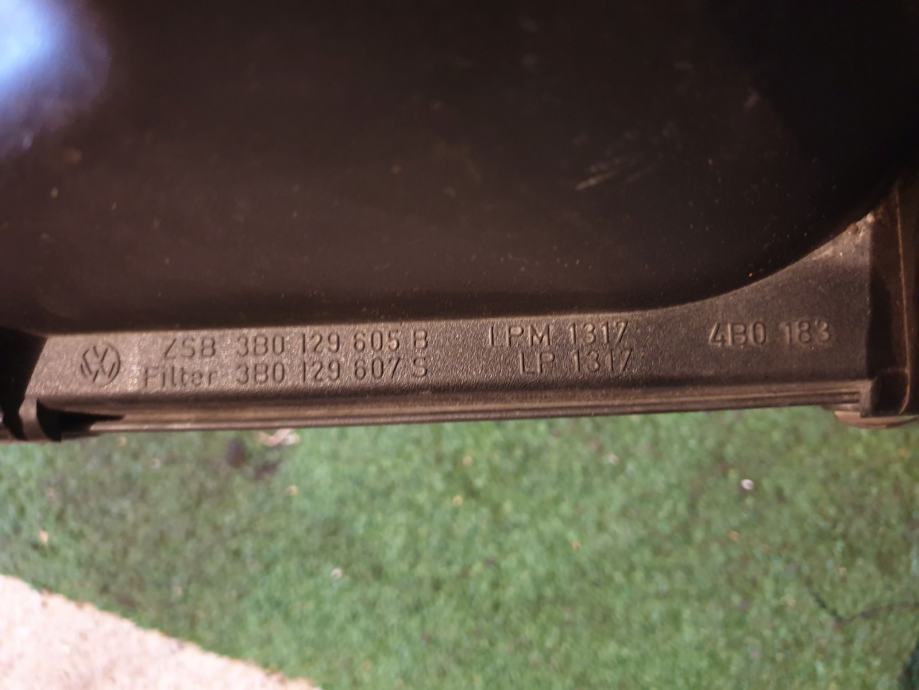 ZSB 3B0 129 605 B LPM 1317 4B0 183
Filter 3B0 129 607 S LP 1317